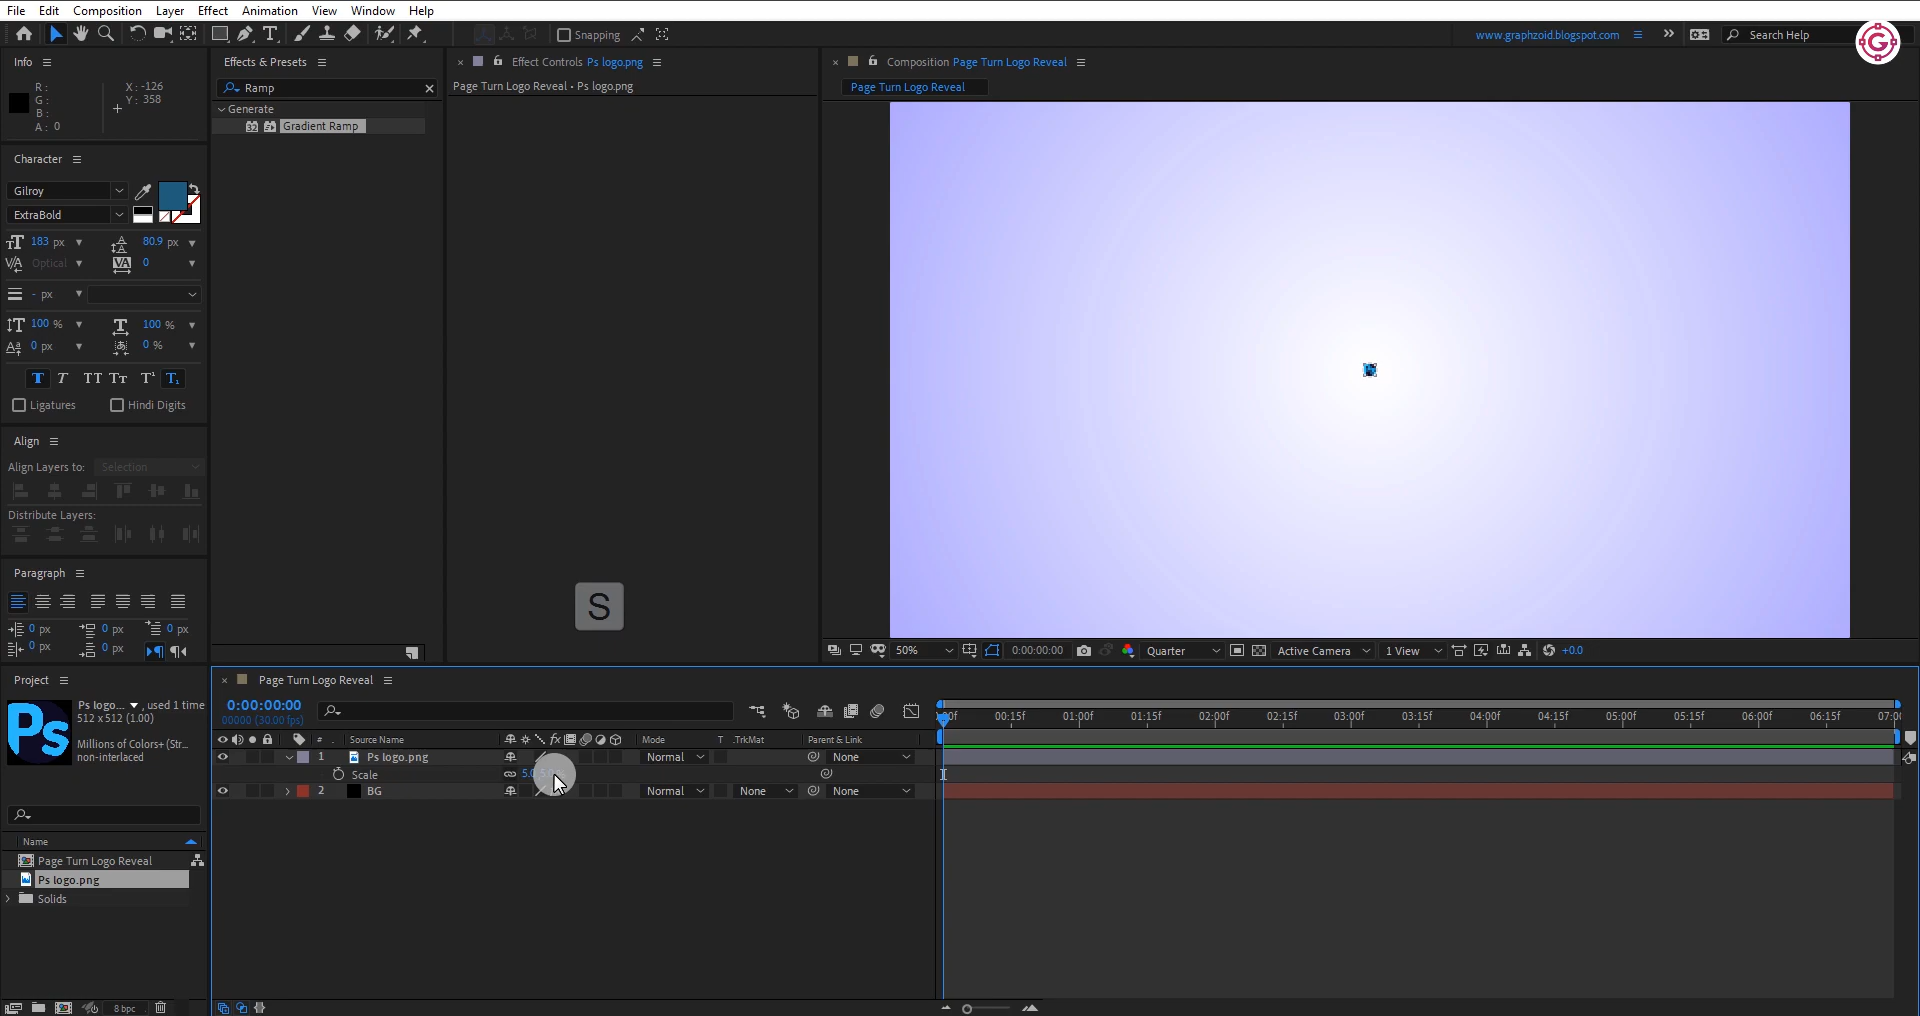 File Edit Composition Layer Effect Animation View Window Help
Snapping
www.graphzoid.blogspot.com
Search Help
Info
R :
G :
B :
A : 0
X : -126
Y : 358
Effects & Presets
Ramp
Generate
32 Gradient Ramp
Effect Controls Ps logo.png
Page Turn Logo Reveal • Ps logo.png
Composition Page Turn Logo Reveal
Page Turn Logo Reveal
Character
Gilroy
ExtraBold
183 px
80.9 px
Optical
0
- px
100 %
100 %
0 px
0 %
Ligatures
Hindi Digits
Align
Align Layers to: Selection
Distribute Layers:
Paragraph
0 px 0 px 0 px
0 px 0 px
S
50%
0:00:00:00
Quarter
Active Camera
1 View
+0.0
Project
Ps logo... , used 1 time
512 x 512 (1.00)
Millions of Colors+ (Str...
non-interlaced
Ps
Name
Page Turn Logo Reveal
Ps logo.png
Solids
8 bpc
Page Turn Logo Reveal
0:00:00:00
00000 (30.00 fps)
# Source Name
Mode T .TrkMat Parent & Link
1 Ps logo.png Normal None
Scale
2 BG Normal None None
00:15f 01:00f 01:15f 02:00f 02:15f 03:00f 03:15f 04:00f 04:15f 05:00f 05:15f 06:00f 06:15f